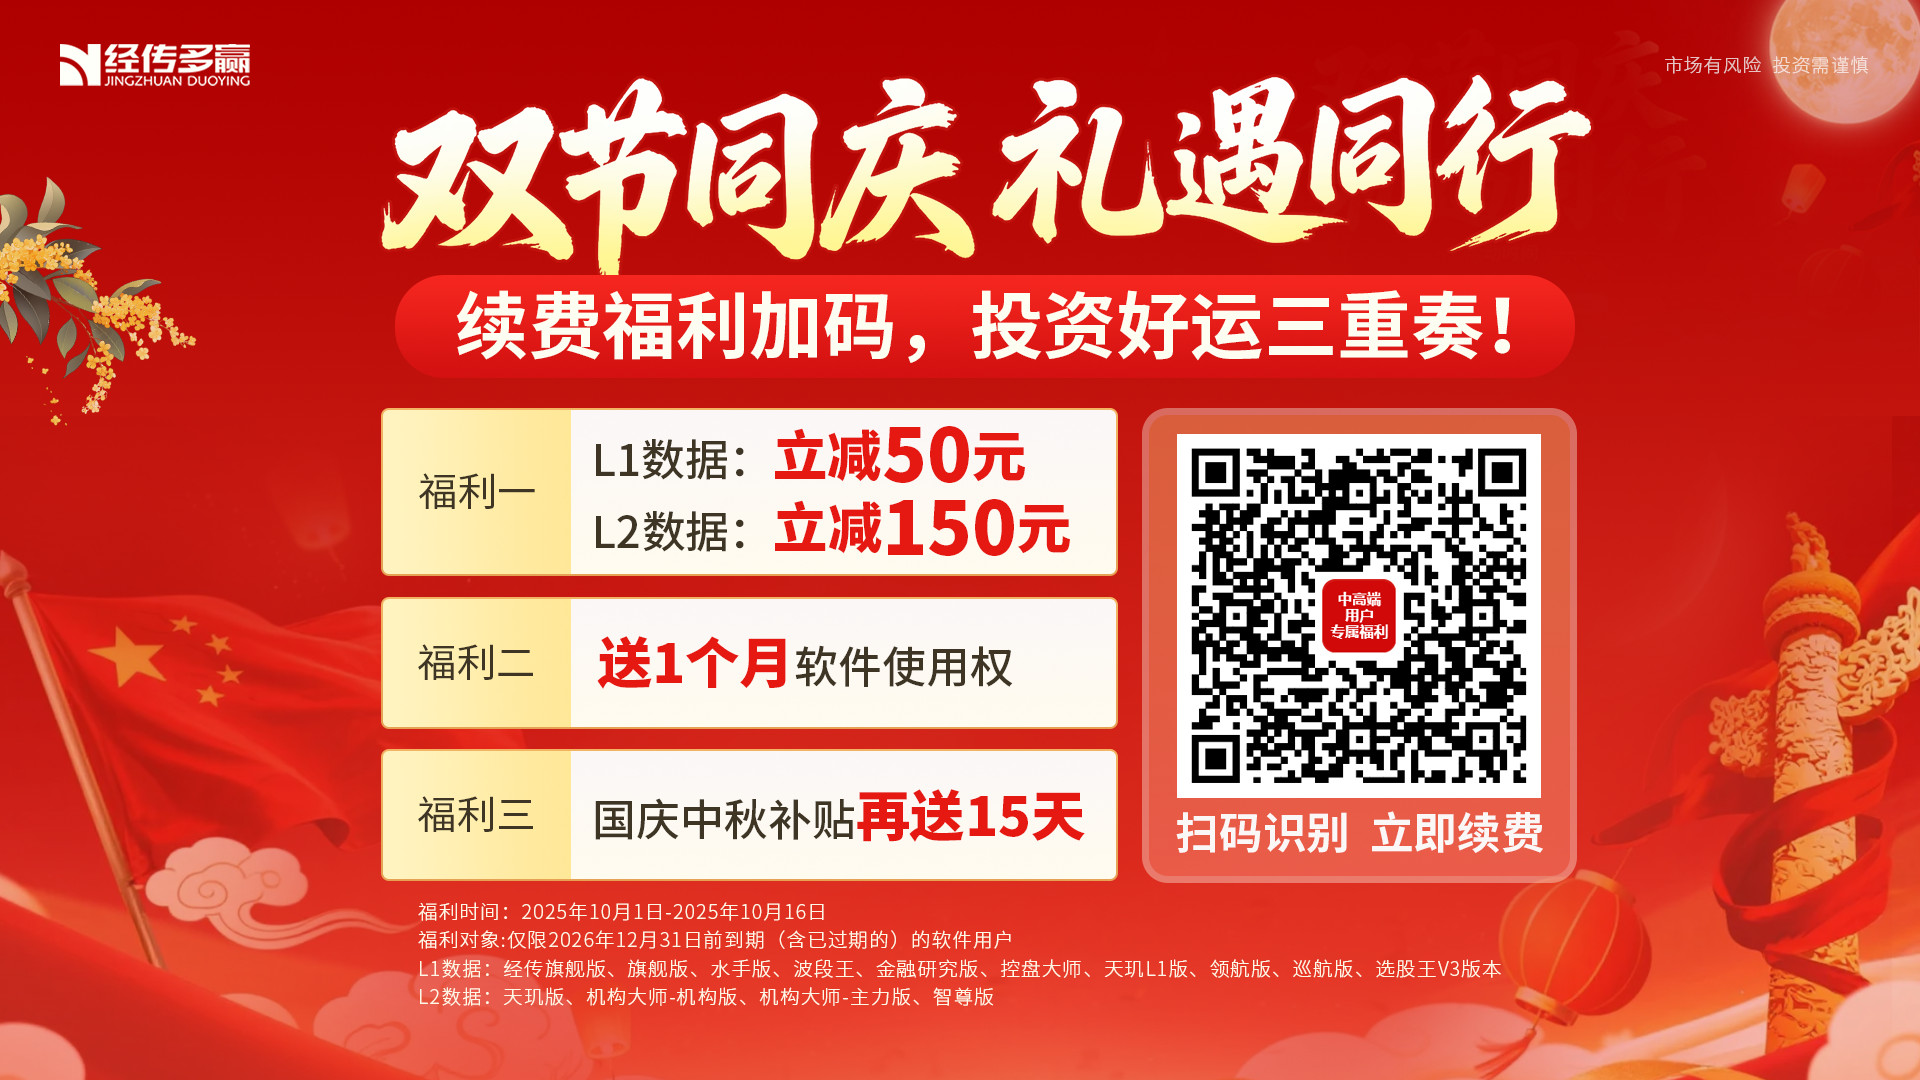 经传多赢
JINGZHUAN DUOYING
市场有风险 投资需谨慎
双节同庆 礼遇同行
续费福利加码，投资好运三重奏！
福利一
L1数据：立减50元
L2数据：立减150元
福利二
送1个月软件使用权
福利三
国庆中秋补贴再送15天
中高端
用户
专属福利
扫码识别 立即续费
福利时间：2025年10月1日-2025年10月16日
福利对象:仅限2026年12月31日前到期（含已过期的）的软件用户
L1数据：经传旗舰版、旗舰版、水手版、波段王、金融研究版、控盘大师、天玑L1版、领航版、巡航版、选股王V3版本
L2数据：天玑版、机构大师-机构版、机构大师-主力版、智尊版